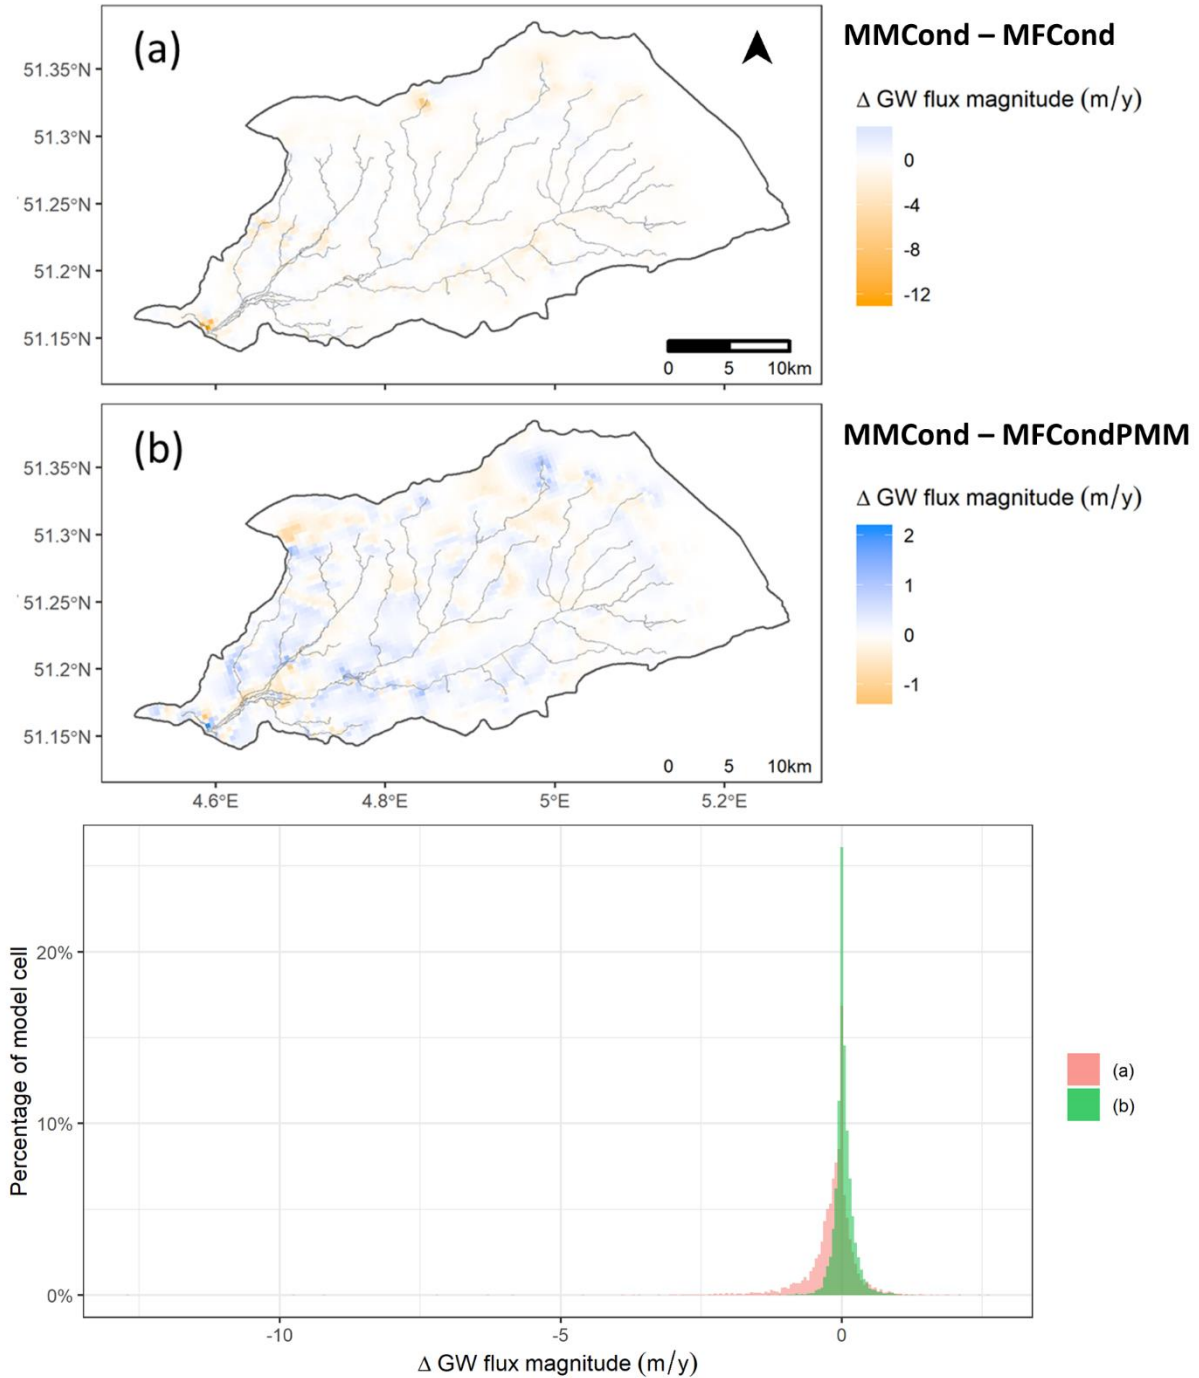 (a)
MMCond – MFCond
Δ GW flux magnitude (m/y)
0
-4
-8
-12
51.35°N
51.3°N
51.25°N
51.2°N
51.15°N
0 5 10km
(b)
MMCond – MFCondPMM
Δ GW flux magnitude (m/y)
2
1
0
-1
51.35°N
51.3°N
51.25°N
51.2°N
51.15°N
0 5 10km
4.6°E 4.8°E 5°E 5.2°E
Percentage of model cell
20%
10%
0%
-10 -5 0
Δ GW flux magnitude (m/y)
(a)
(b)